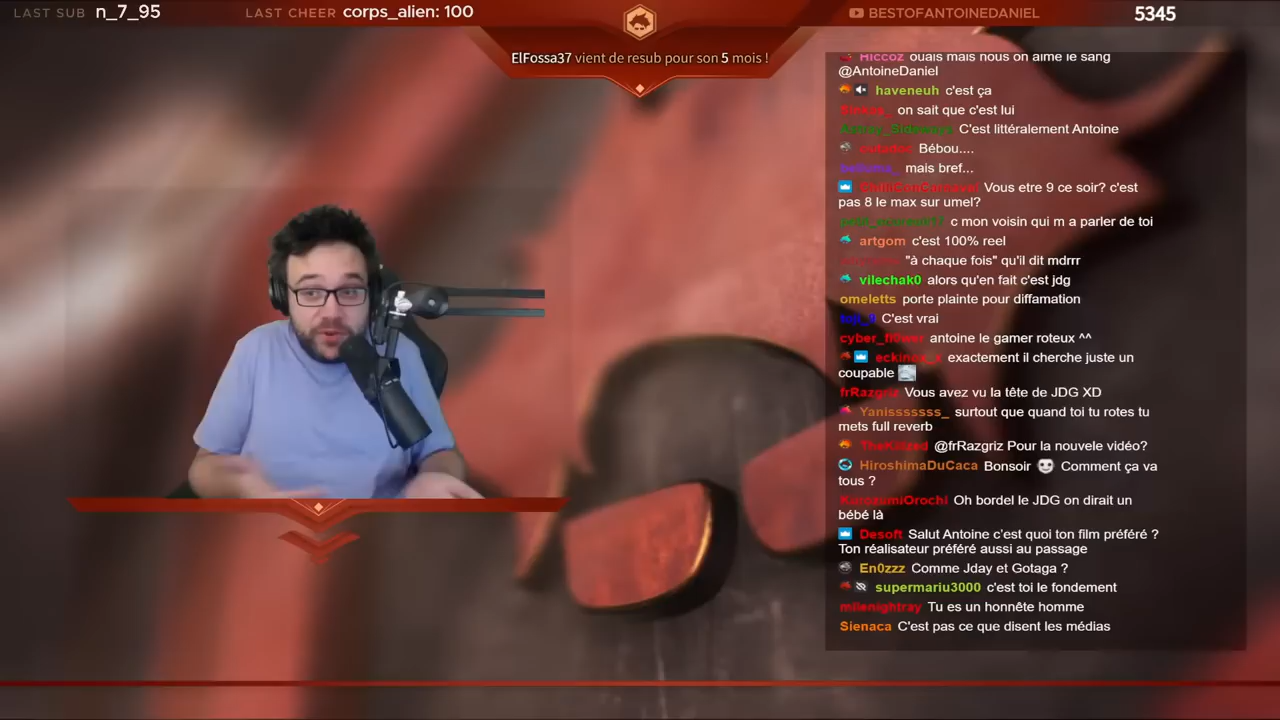 LAST SUB n_7_95
LAST CHEER corps_alien: 100
BESTOFANTOINEDANIEL
5345
ElFossa37 vient de resub pour son 5 mois !
Hiccoz ouais mais nous on aime le sang
@AntoineDaniel
haveneuh c'est ça
on sait que c'est lui
C'est littéralement Antoine
Bébou....
mais bref...
Vous etre 9 ce soir? c'est
pas 8 le max sur umel?
c mon voisin qui m a parler de toi
artgom c'est 100% reel
"à chaque fois" qu'il dit mdrrr
vilechak0 alors qu'en fait c'est jdg
omeletts porte plainte pour diffamation
C'est vrai
antoine le gamer roteux ^^
exactement il cherche juste un
coupable
frRazgriz Vous avez vu la tête de JDG XD
Yanisssssss_ surtout que quand toi tu rotes tu
mets full reverb
@frRazgriz Pour la nouvele vidéo?
HiroshimaDuCaca Bonsoir Comment ça va
tous ?
KurozumiOrochi Oh bordel le JDG on dirait un
bébé là
Desoft Salut Antoine c'est quoi ton film préféré ?
Ton réalisateur préféré aussi au passage
En0zzz Comme Jday et Gotaga ?
supermariu3000 c'est toi le fondement
milenightray Tu es un honnête homme
Sienaca C'est pas ce que disent les médias